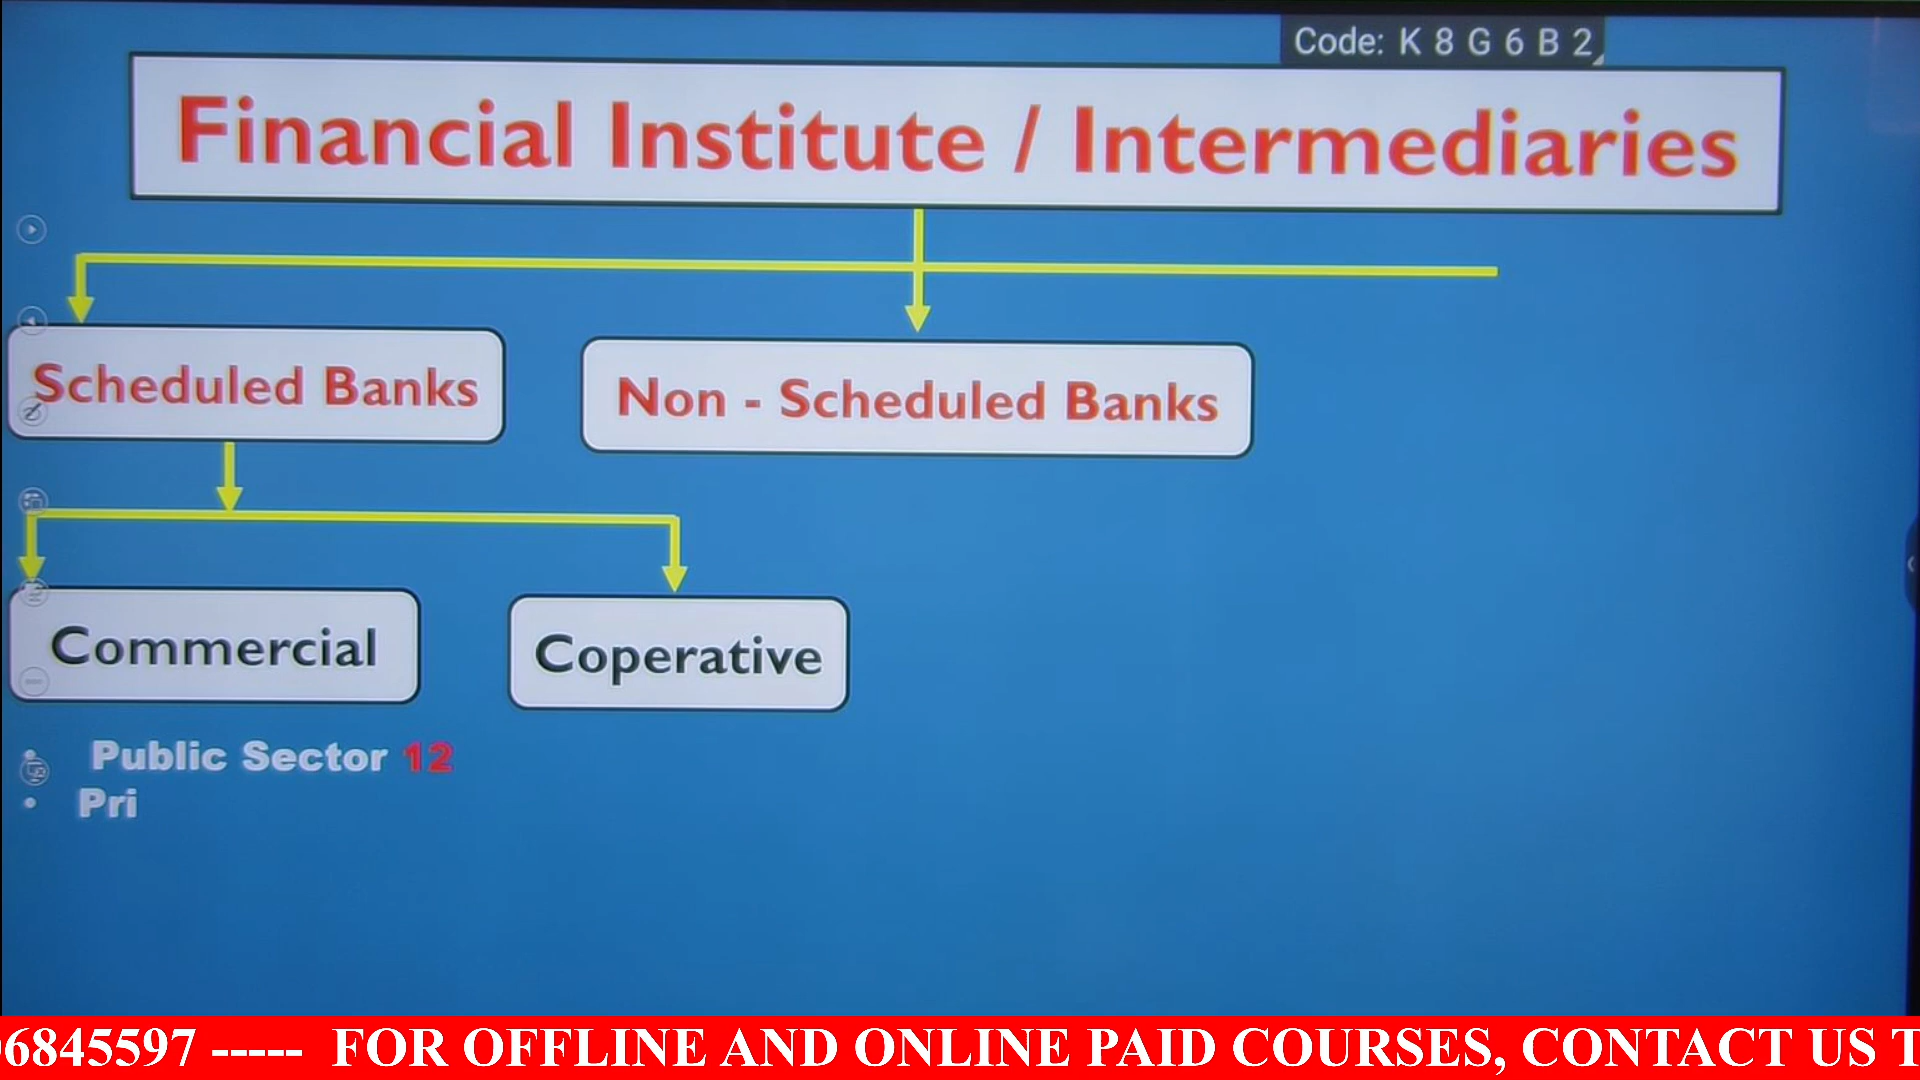 Code: K 8 G 6 B 2
Financial Institute / Intermediaries
Scheduled Banks
Non - Scheduled Banks
Commercial
Coperative
• Public Sector 12
• Pri
06845597 ----- FOR OFFLINE AND ONLINE PAID COURSES, CONTACT US T